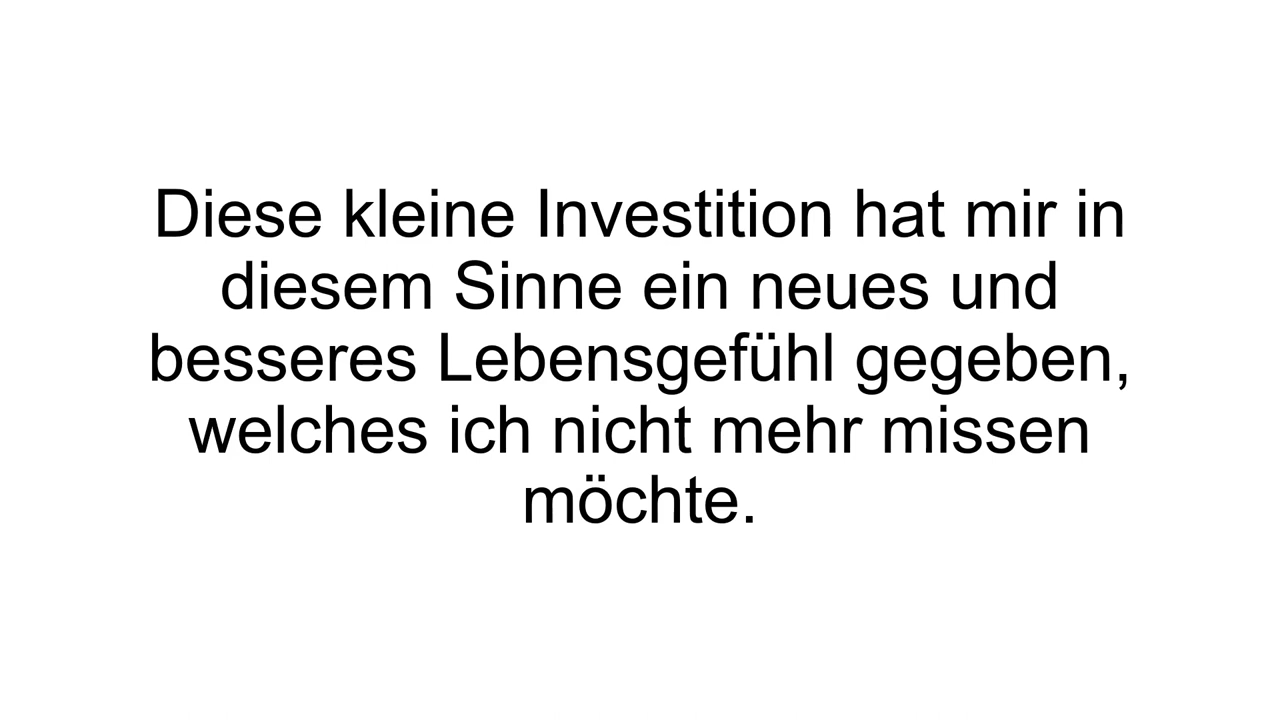 Diese kleine Investition hat mir in
diesem Sinne ein neues und
besseres Lebensgefühl gegeben,
welches ich nicht mehr missen
möchte.